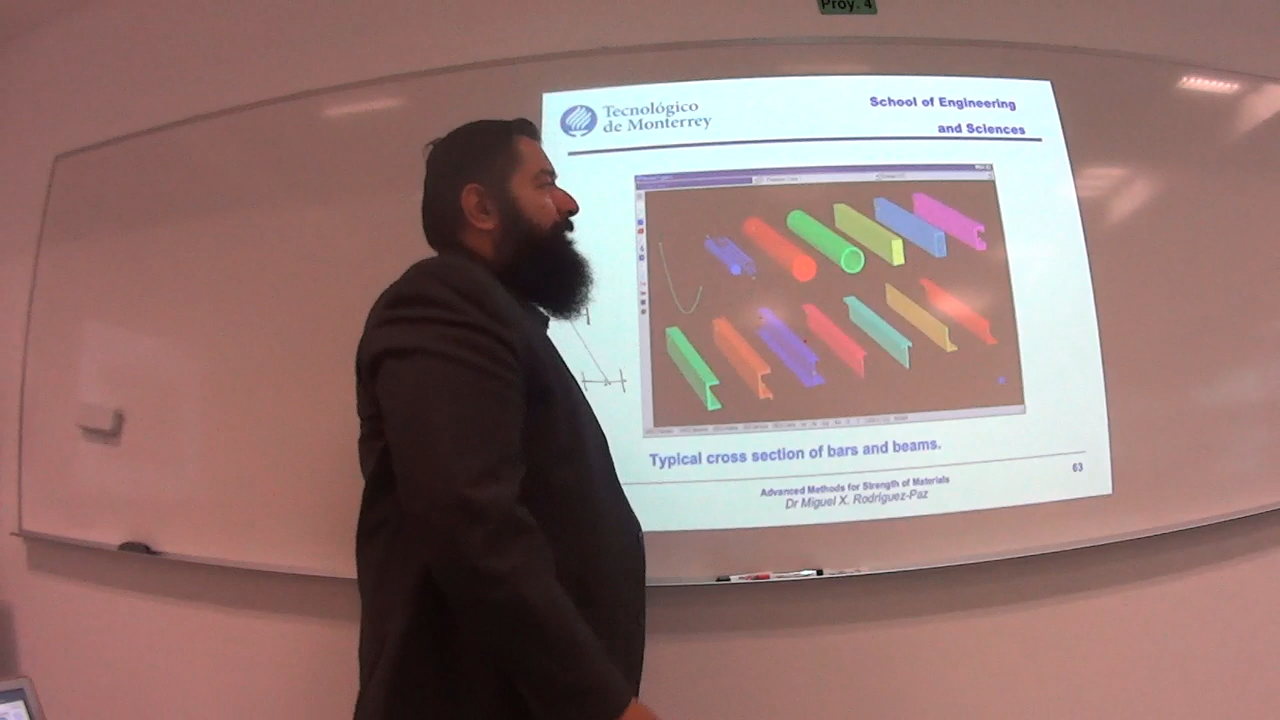 Proy. 4
Tecnológico
de Monterrey
School of Engineering
and Sciences
Typical cross section of bars and beams.
63
Advanced Methods for Strength of Materials
Dr Miguel X. Rodríguez-Paz